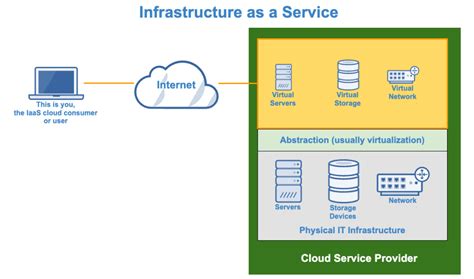 Infrastructure as a Service
This is you,
the IaaS cloud consumer
or user
Internet
Virtual
Servers
Virtual
Storage
Virtual
Network
Abstraction (usually virtualization)
Servers
Storage
Devices
Network
Physical IT Infrastructure
Cloud Service Provider